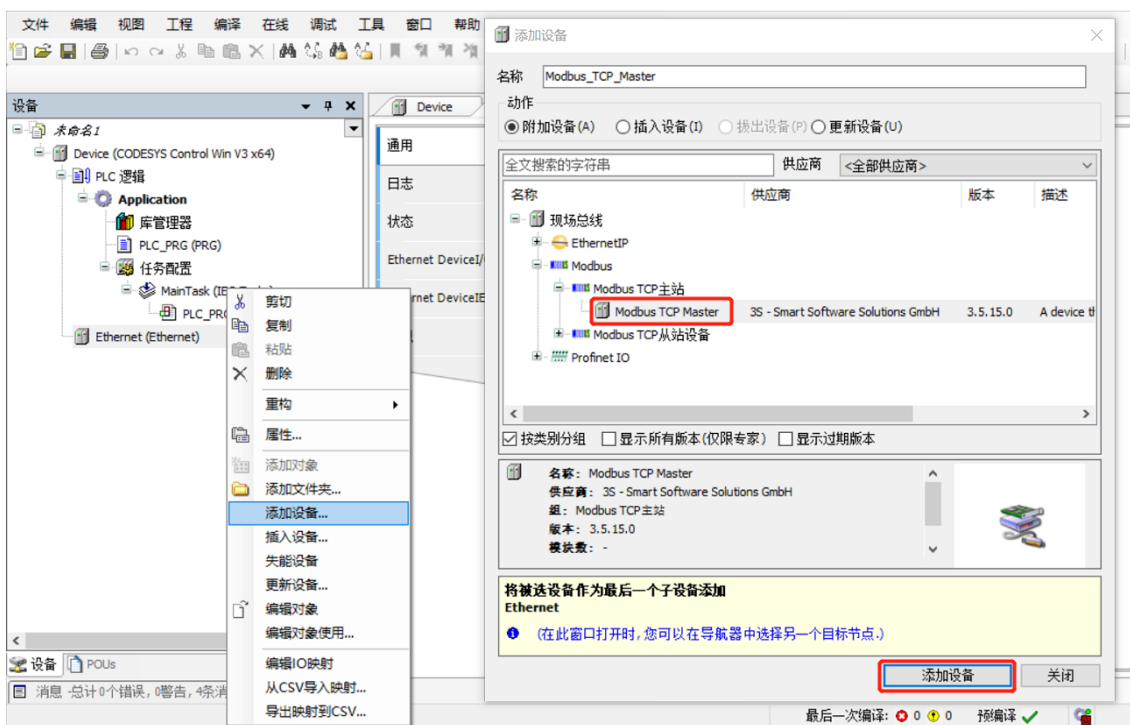 文件 编辑 视图 工程 编译 在线 调试 工具 窗口 帮助
设备
未命名1
Device (CODESYS Control Win V3 x64)
PLC 逻辑
Application
库管理器
PLC_PRG (PRG)
任务配置
MainTask
Ethernet (Ethernet)
设备 POUs
消息 -总计0个错误, 0警告, 4条
Device
通用
日志
状态
Ethernet DeviceI/
剪切
复制
粘贴
删除
重构
属性...
添加对象
添加文件夹...
添加设备...
插入设备...
失能设备
更新设备...
编辑对象
编辑对象使用...
编辑IO映射
从CSV导入映射...
导出映射到CSV...
添加设备
名称 Modbus_TCP_Master
动作
附加设备(A) 插入设备(I) 拔出设备(P) 更新设备(U)
全文搜索的字符串 供应商 <全部供应商>
名称 供应商 版本 描述
现场总线
EthernetIP
Modbus
Modbus TCP主站
Modbus TCP Master 3S - Smart Software Solutions GmbH 3.5.15.0 A device th
Modbus TCP从站设备
Profinet IO
按类别分组 显示所有版本(仅限专家) 显示过期版本
名称: Modbus TCP Master
供应商: 3S - Smart Software Solutions GmbH
组: Modbus TCP主站
版本: 3.5.15.0
模块数: -
将被选设备作为最后一个子设备添加
Ethernet
(在此窗口打开时, 您可以在导航器中选择另一个目标节点.)
添加设备 关闭
最后一次编译: 0 0 预编译